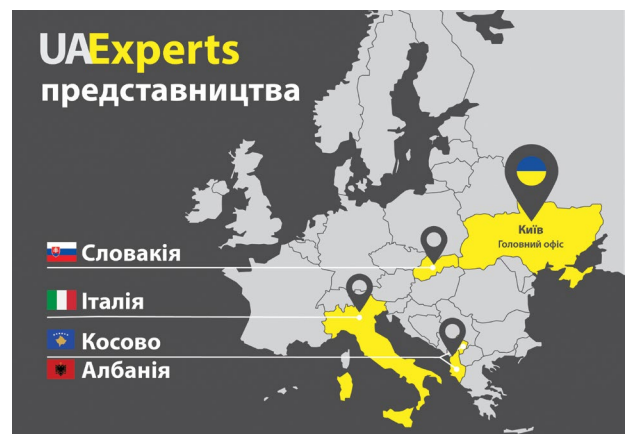 UAExperts
представництва
Київ
Головний офіс
Словакія
Італія
Косово
Албанія